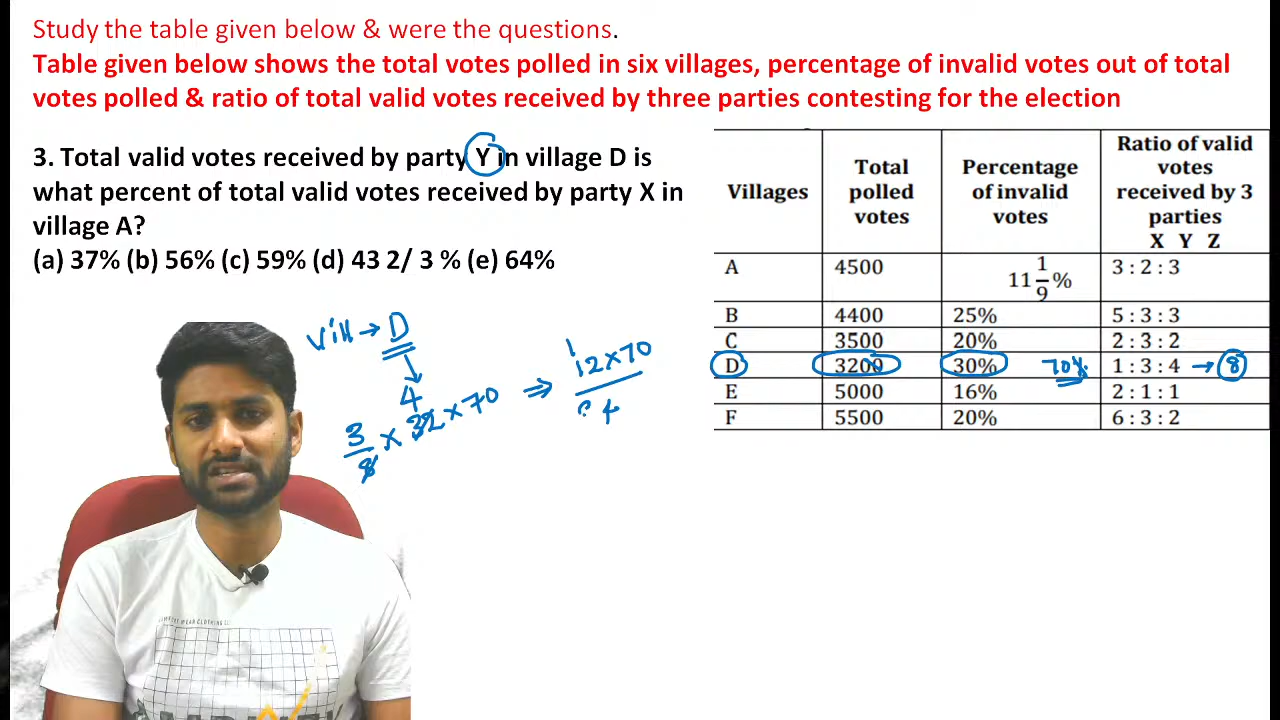 Study the table given below & were the questions.
Table given below shows the total votes polled in six villages, percentage of invalid votes out of total
votes polled & ratio of total valid votes received by three parties contesting for the election
3. Total valid votes received by party Y in village D is
what percent of total valid votes received by party X in
village A?
(a) 37% (b) 56% (c) 59% (d) 43 2/ 3 % (e) 64%
Villages Total polled votes Percentage of invalid votes Ratio of valid votes received by 3 parties X Y Z
A 4500 11 1/9 % 3 : 2 : 3
B 4400 25% 5 : 3 : 3
C 3500 20% 2 : 3 : 2
D 3200 30% 70% 1 : 3 : 4 → 8
E 5000 16% 2 : 1 : 1
F 5500 20% 6 : 3 : 2
Vill → D
4
3/8 × 32 × 70 ⇒ 12×70